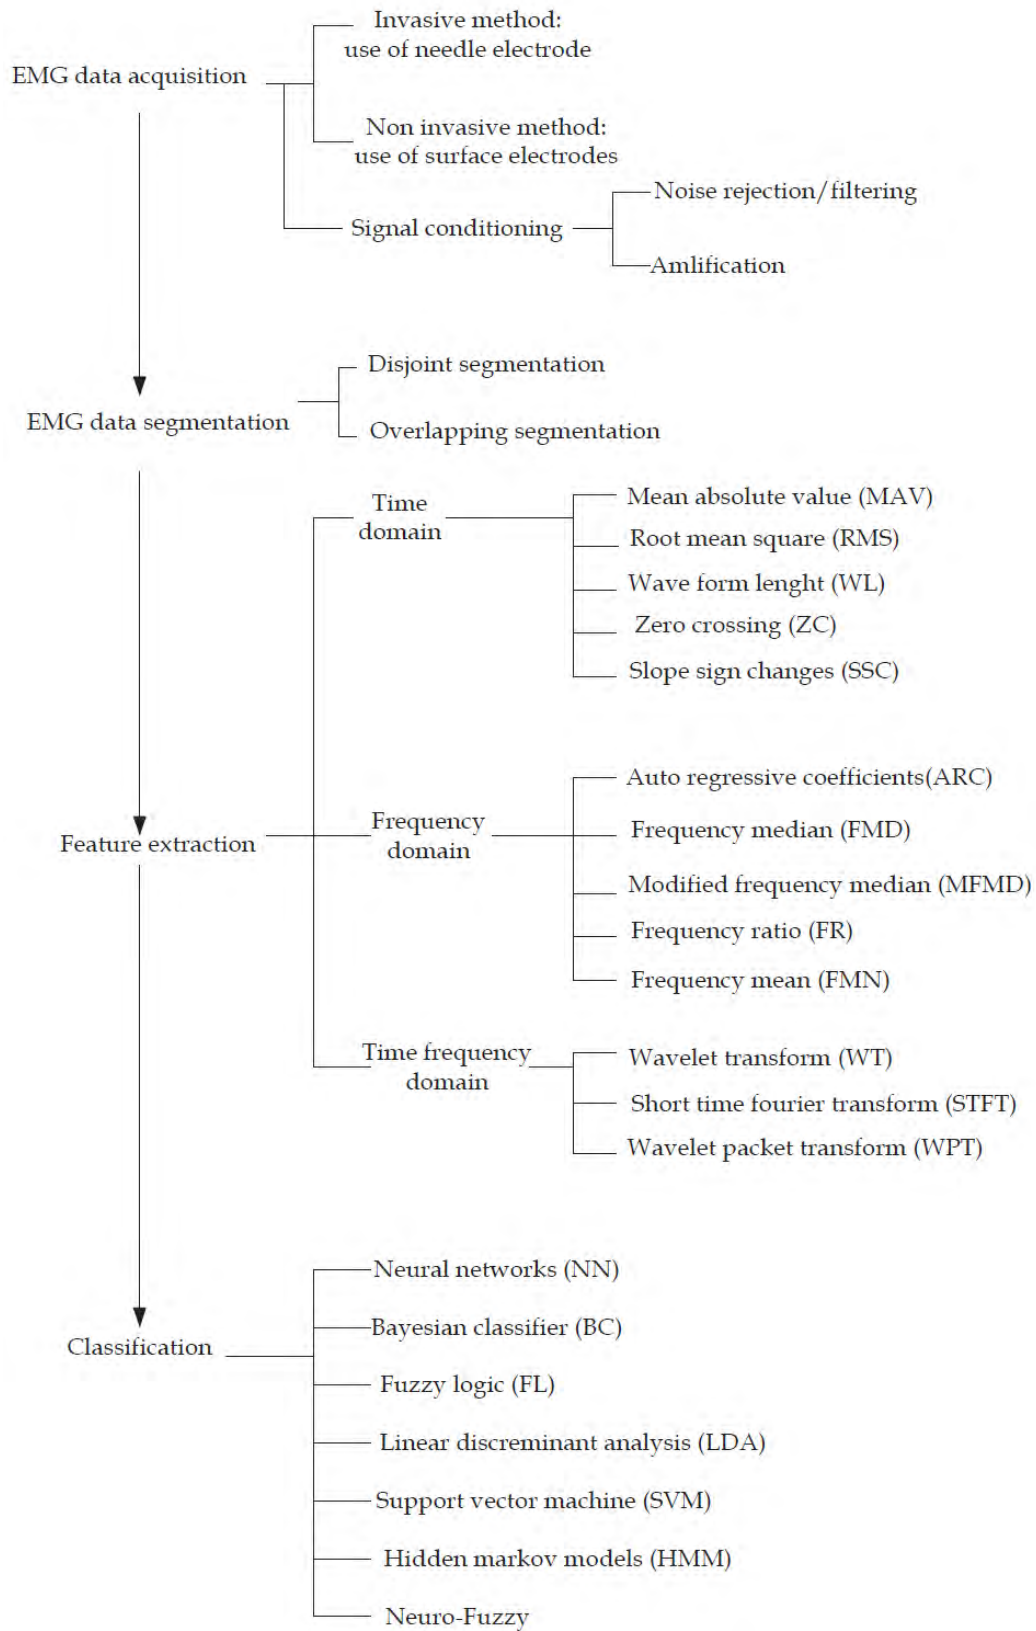 Invasive method:
use of needle electrode
EMG data acquisition
Non invasive method:
use of surface electrodes
Noise rejection/filtering
Signal conditioning
Amlification
Disjoint segmentation
EMG data segmentation
Overlapping segmentation
Time
domain
Mean absolute value (MAV)
Root mean square (RMS)
Wave form lenght (WL)
Zero crossing (ZC)
Slope sign changes (SSC)
Feature extraction
Frequency
domain
Auto regressive coefficients(ARC)
Frequency median (FMD)
Modified frequency median (MFMD)
Frequency ratio (FR)
Frequency mean (FMN)
Time frequency
domain
Wavelet transform (WT)
Short time fourier transform (STFT)
Wavelet packet transform (WPT)
Classification
Neural networks (NN)
Bayesian classifier (BC)
Fuzzy logic (FL)
Linear discreminant analysis (LDA)
Support vector machine (SVM)
Hidden markov models (HMM)
Neuro-Fuzzy